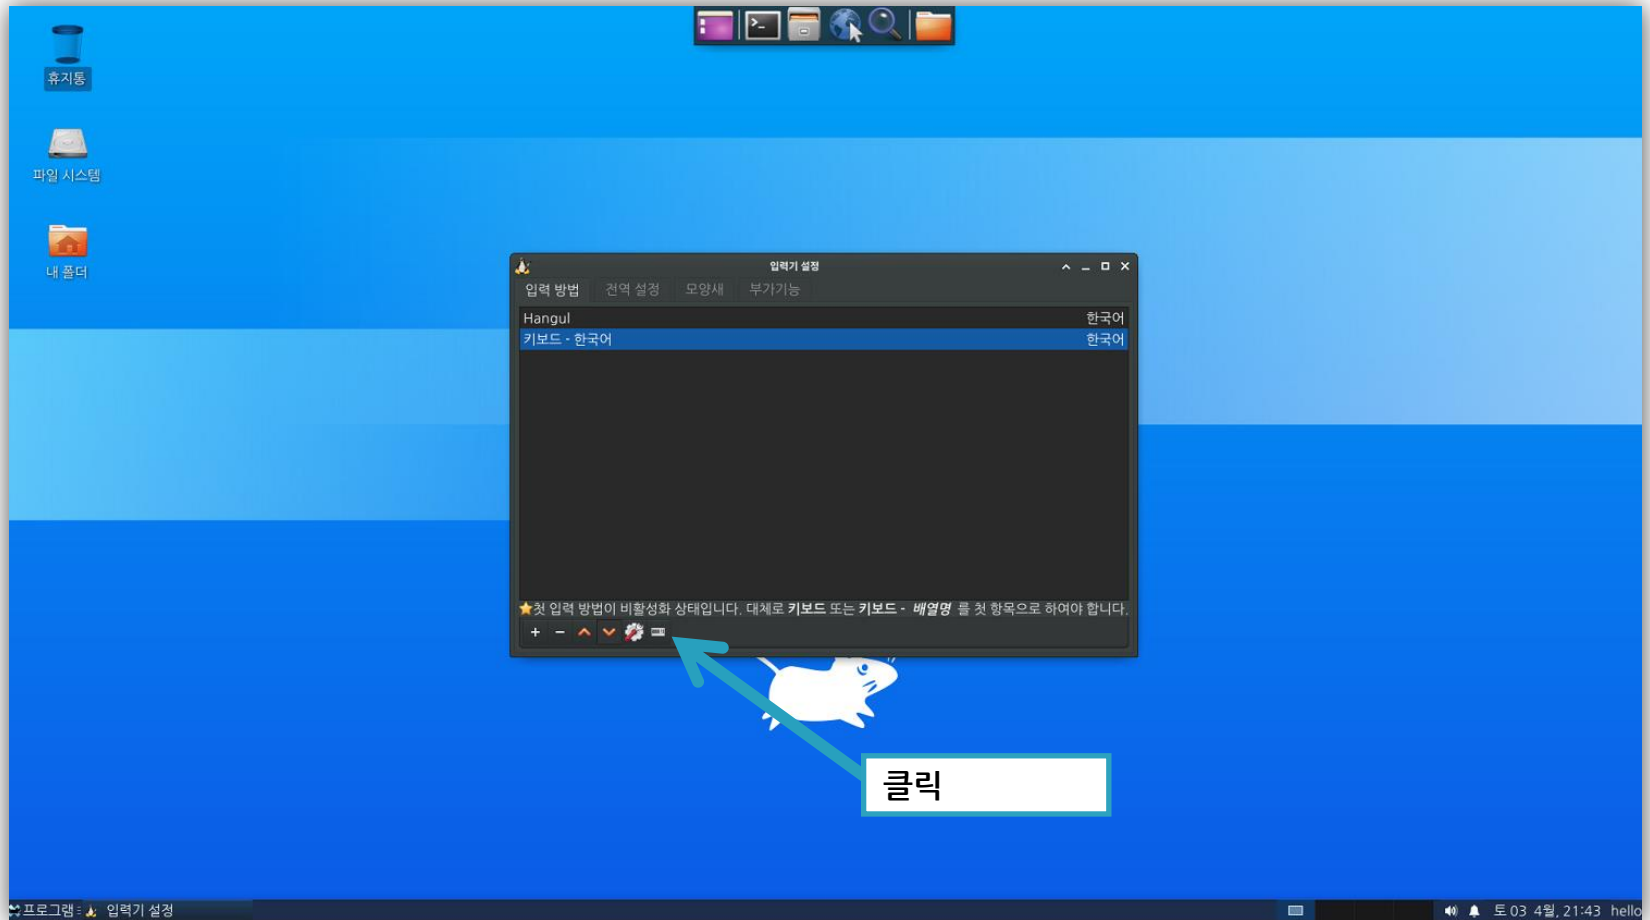 휴지통
파일 시스템
내 폴더
입력기 설정
입력 방법 전역 설정 모양새 부가기능
Hangul 한국어
키보드 - 한국어 한국어
첫 입력 방법이 비활성화 상태입니다. 대체로 키보드 또는 키보드 - 배열명 를 첫 항목으로 하여야 합니다.
클릭
프로그램 입력기 설정 토 03 4월, 21:43 hello